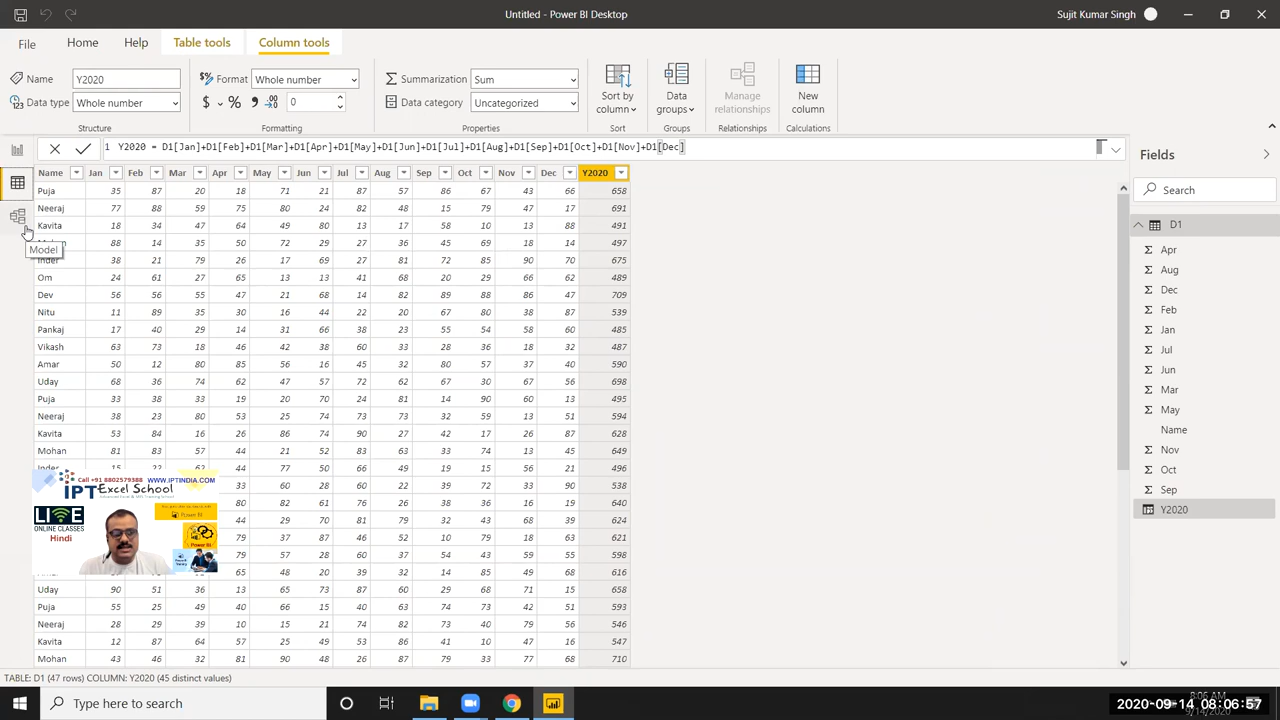 Untitled - Power BI Desktop
Sujit Kumar Singh
File Home Help Table tools Column tools
Name Y2020
Data type Whole number
Structure
Format Whole number
$ % 0
Formatting
Summarization Sum
Data category Uncategorized
Properties
Sort by column
Sort
Data groups
Groups
Manage relationships
Relationships
New column
Calculations
1 Y2020 = D1[Jan]+D1[Feb]+D1[Mar]+D1[Apr]+D1[May]+D1[Jun]+D1[Jul]+D1[Aug]+D1[Sep]+D1[Oct]+D1[Nov]+D1[Dec]
Name Jan Feb Mar Apr May Jun Jul Aug Sep Oct Nov Dec Y2020
Puja 35 87 20 18 71 21 87 57 86 67 43 66 658
Neeraj 77 88 59 75 80 24 82 48 15 79 47 17 691
Kavita 18 34 47 64 49 80 13 17 58 10 13 88 491
88 14 35 50 72 29 27 36 45 69 18 14 497
Inder 38 21 79 26 17 69 27 81 72 85 90 70 675
Om 24 61 27 65 13 13 41 68 20 29 66 62 489
Dev 56 56 55 47 21 68 14 82 89 88 86 47 709
Nitu 11 89 35 30 16 44 22 20 67 80 38 87 539
Pankaj 17 40 29 14 31 66 38 23 55 54 58 60 485
Vikash 63 73 18 46 42 38 60 33 28 36 18 32 487
Amar 50 12 80 85 56 16 45 32 80 57 37 40 590
Uday 68 36 74 62 47 57 72 62 67 30 67 56 698
Puja 33 38 33 19 20 70 24 81 14 90 60 13 495
Neeraj 38 23 80 53 25 74 73 73 32 59 13 51 594
Kavita 53 84 16 26 86 74 90 27 42 17 26 87 628
Mohan 81 83 57 44 21 52 83 64 33 74 13 45 649
Inder 15 22 62 44 77 50 66 49 19 15 56 21 496
33 60 28 60 22 39 72 33 90 538
80 82 61 76 26 38 36 16 19 640
44 29 70 81 79 32 43 68 39 624
79 37 87 46 52 10 79 18 63 621
79 57 28 60 37 54 43 59 55 598
65 48 20 39 32 14 85 49 68 616
Uday 90 51 36 13 65 73 87 60 29 68 71 15 658
Puja 55 25 49 40 66 15 40 63 74 73 42 51 593
Neeraj 28 29 39 10 15 21 74 82 73 40 79 56 546
Kavita 12 87 64 57 25 49 53 86 41 10 47 16 547
Mohan 43 46 32 81 90 48 26 87 79 33 77 68 710
Model
Call +91 8802579388 WWW.IPTINDIA.COM
IPT Excel School
LIVE
ONLINE CLASSES
Hindi
Fields
Search
D1
Apr
Aug
Dec
Feb
Jan
Jul
Jun
Mar
May
Name
Nov
Oct
Sep
Y2020
TABLE: D1 (47 rows) COLUMN: Y2020 (45 distinct values)
Type here to search
2020-09-14 08:06:57